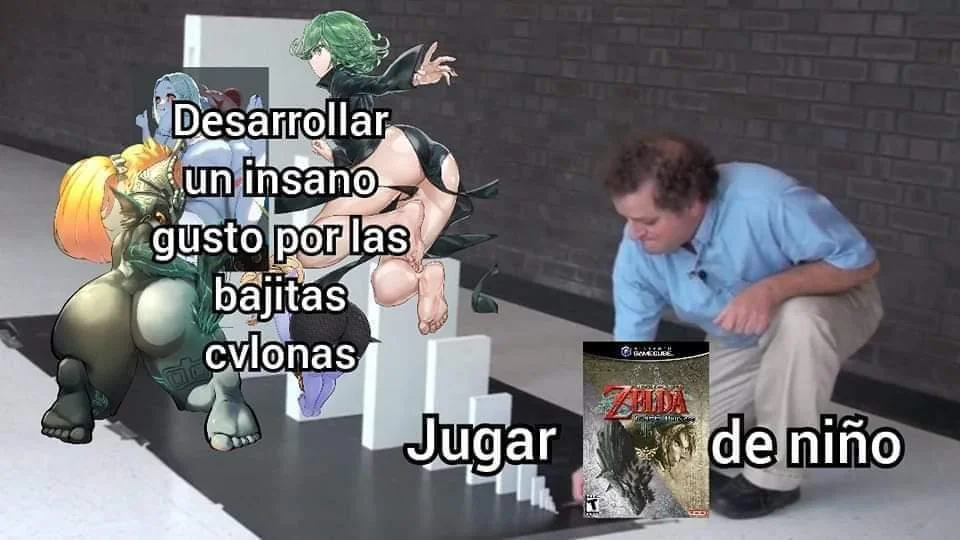 Desarrollar
un insano
gusto por las
bajitas
cvlonas
Jugar
de niño
GAMECUBE
ZELDA
T